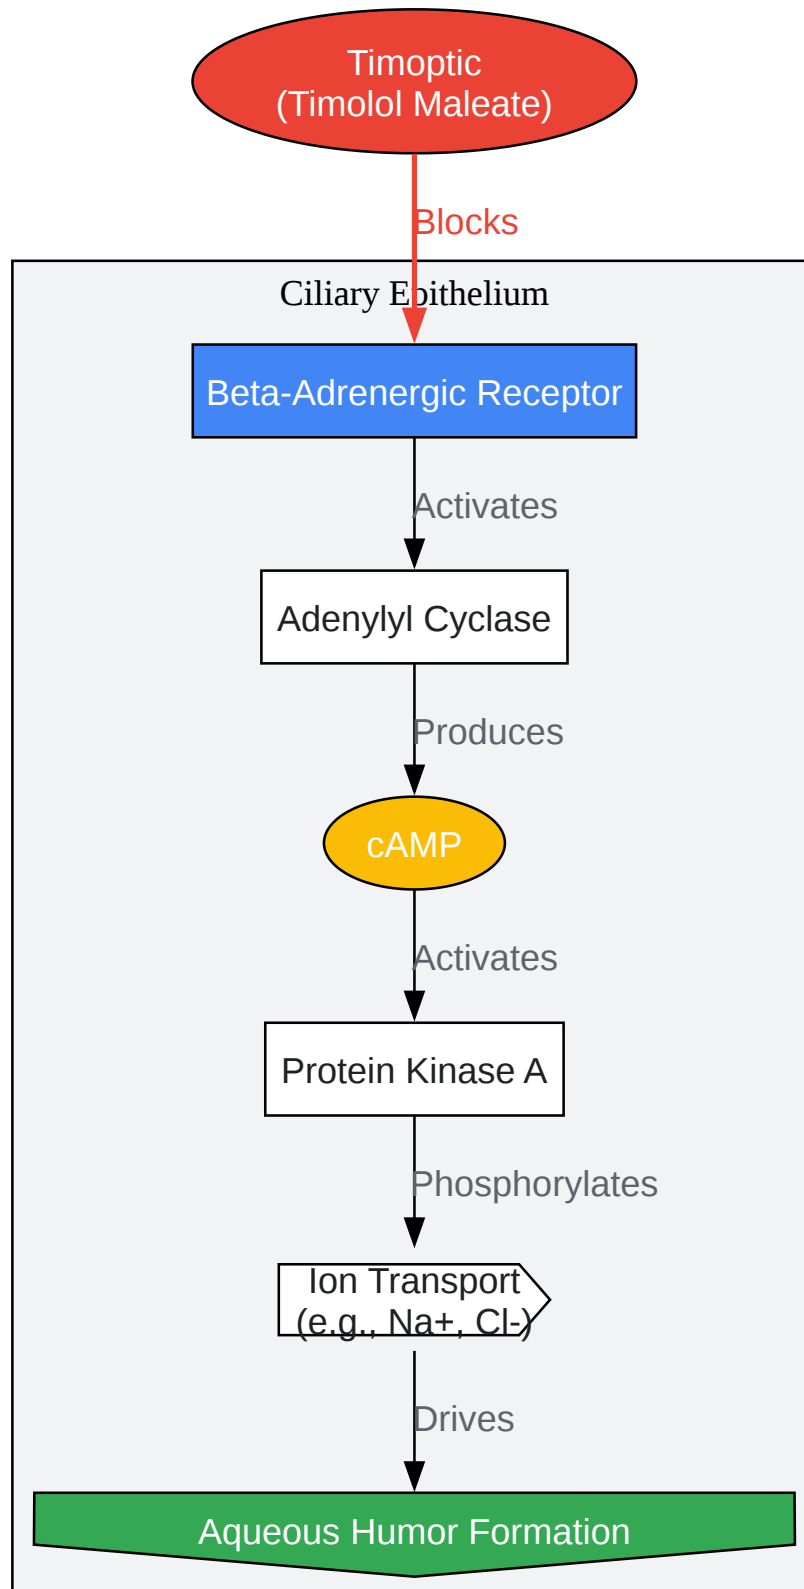 Timoptic
(Timolol Maleate)
Blocks
Ciliary Epithelium
Beta-Adrenergic Receptor
Activates
Adenylyl Cyclase
Produces
cAMP
Activates
Protein Kinase A
Phosphorylates
Ion Transport
(e.g., Na+, Cl-)
Drives
Aqueous Humor Formation